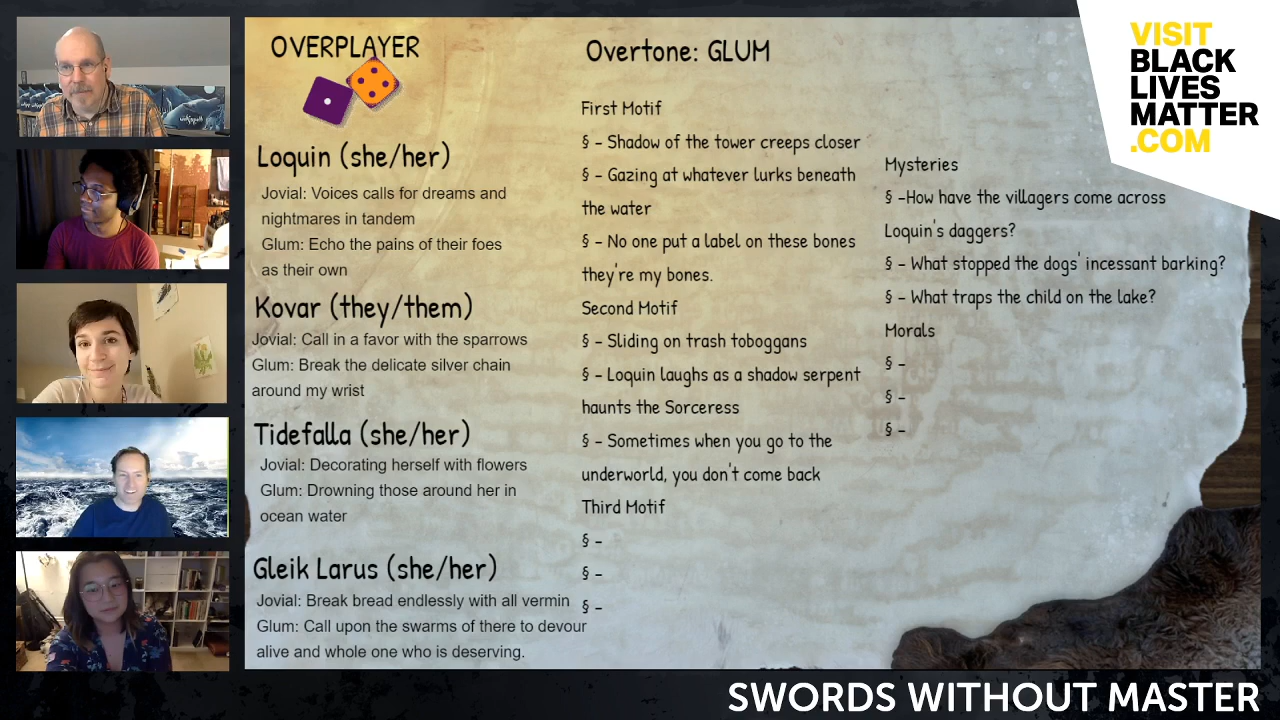 OVERPLAYER
Loquin (she/her)
Jovial: Voices calls for dreams and
nightmares in tandem
Glum: Echo the pains of their foes
as their own
Kovar (they/them)
Jovial: Call in a favor with the sparrows
Glum: Break the delicate silver chain
around my wrist
Tidefalla (she/her)
Jovial: Decorating herself with flowers
Glum: Drowning those around her in
ocean water
Gleik Larus (she/her)
Jovial: Break bread endlessly with all vermin
Glum: Call upon the swarms of there to devour
alive and whole one who is deserving.
Overtone: GLUM
First Motif
§ - Shadow of the tower creeps closer
§ - Gazing at whatever lurks beneath
the water
§ - No one put a label on these bones
they're my bones.
Second Motif
§ - Sliding on trash toboggans
§ - Loquin laughs as a shadow serpent
haunts the Sorceress
§ - Sometimes when you go to the
underworld, you don't come back
Third Motif
§ -
§ -
§ -
Mysteries
§ -How have the villagers come across
Loquin's daggers?
§ - What stopped the dogs' incessant barking?
§ - What traps the child on the lake?
Morals
§ -
§ -
§ -
VISIT
BLACK
LIVES
MATTER
.COM
SWORDS WITHOUT MASTER